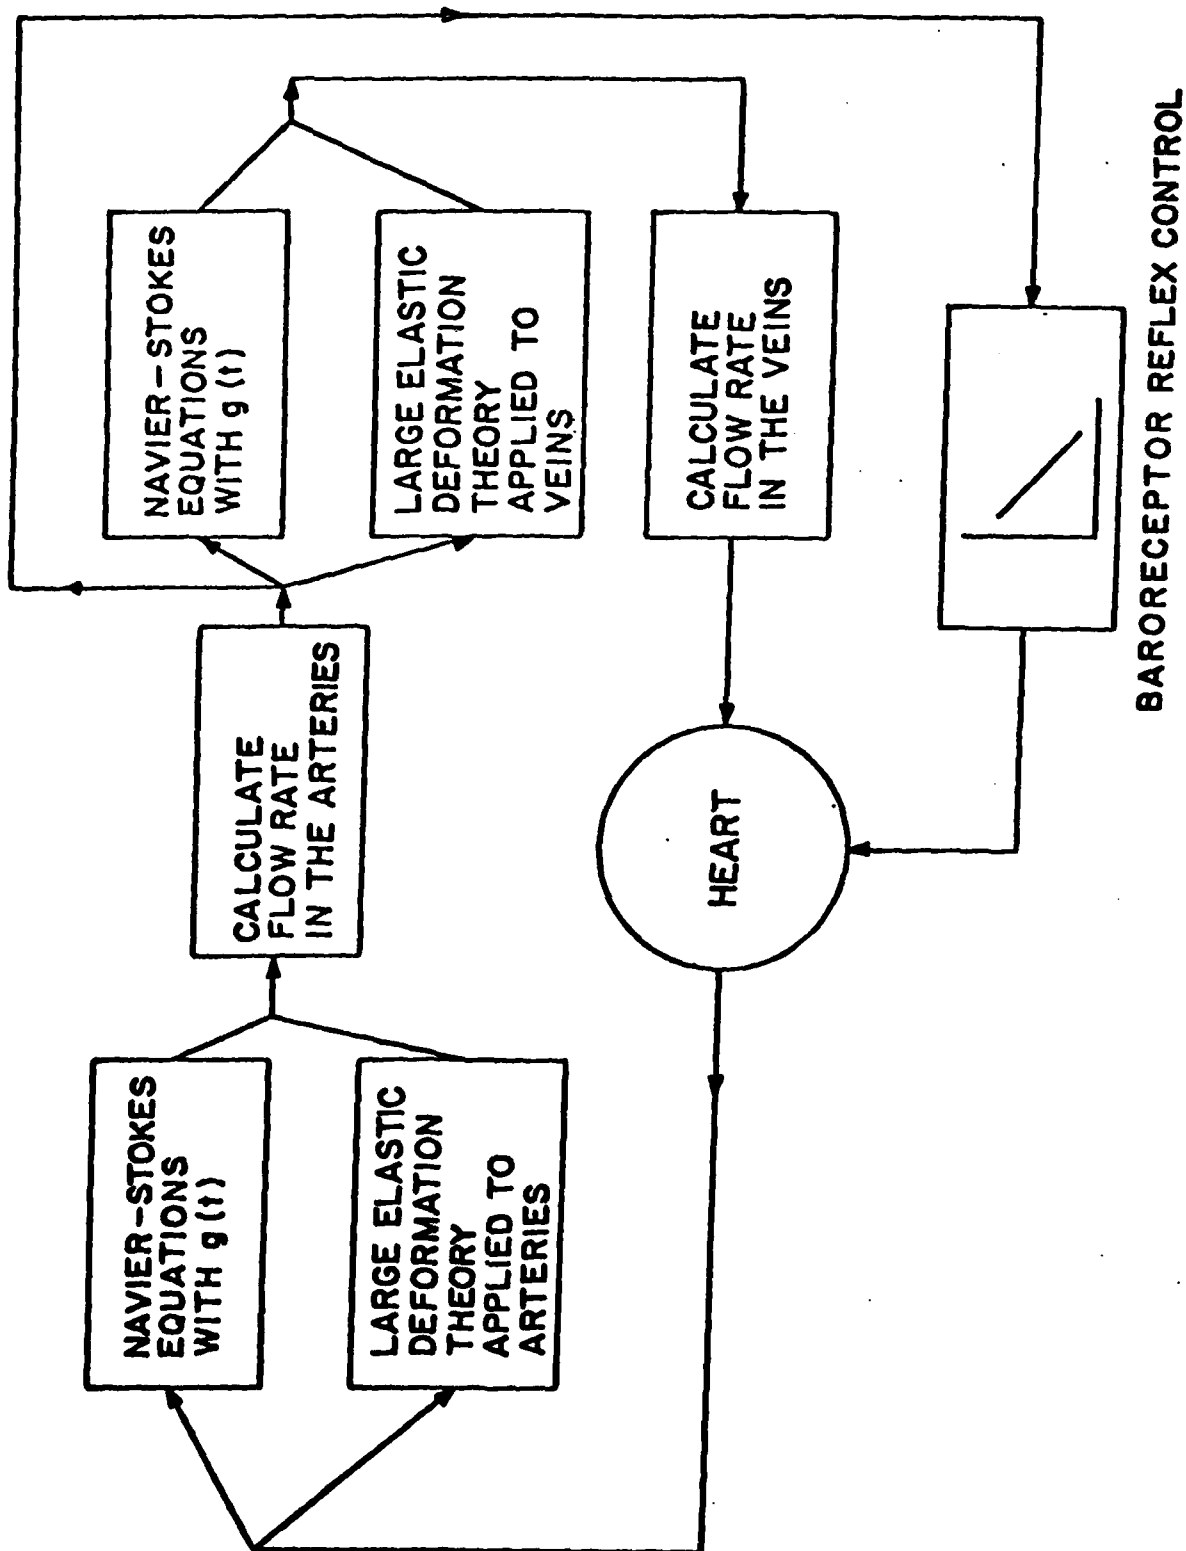 NAVIER-STOKES
EQUATIONS
WITH g(t)
LARGE ELASTIC
DEFORMATION
THEORY
APPLIED TO
ARTERIES
CALCULATE
FLOW RATE
IN THE ARTERIES
NAVIER-STOKES
EQUATIONS
WITH g(t)
LARGE ELASTIC
DEFORMATION
THEORY
APPLIED TO
VEINS
CALCULATE
FLOW RATE
IN THE VEINS
HEART
BARORECEPTOR REFLEX CONTROL